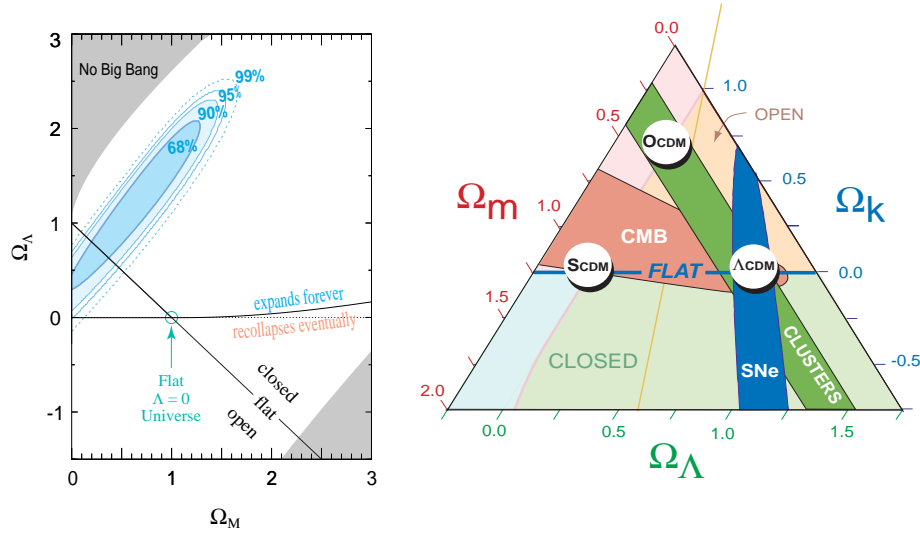 3
2
1
0
-1
0
1
2
3
Ω_Λ
Ω_M
No Big Bang
99%
95%
90%
68%
expands forever
recollapses eventually
Flat
Λ = 0
Universe
closed
flat
open
0.0
0.5
1.0
1.5
2.0
Ωm
1.0
0.5
0.0
-0.5
Ωk
OPEN
OCDM
CMB
SCDM
FLAT
ΛCDM
CLOSED
SNe
CLUSTERS
0.0
0.5
1.0
1.5
ΩΛ